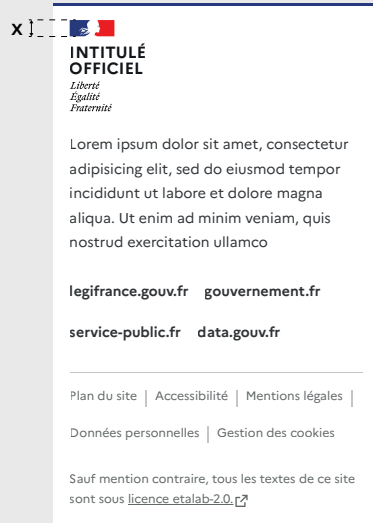 X
INTITULÉ
OFFICIEL
Liberté
Égalité
Fraternité
Lorem ipsum dolor sit amet, consectetur
adipisicing elit, sed do eiusmod tempor
incididunt ut labore et dolore magna
aliqua. Ut enim ad minim veniam, quis
nostrud exercitation ullamco
legifrance.gouv.fr gouvernement.fr
service-public.fr data.gouv.fr
Plan du site | Accessibilité | Mentions légales |
Données personnelles | Gestion des cookies
Sauf mention contraire, tous les textes de ce site
sont sous licence etalab-2.0.